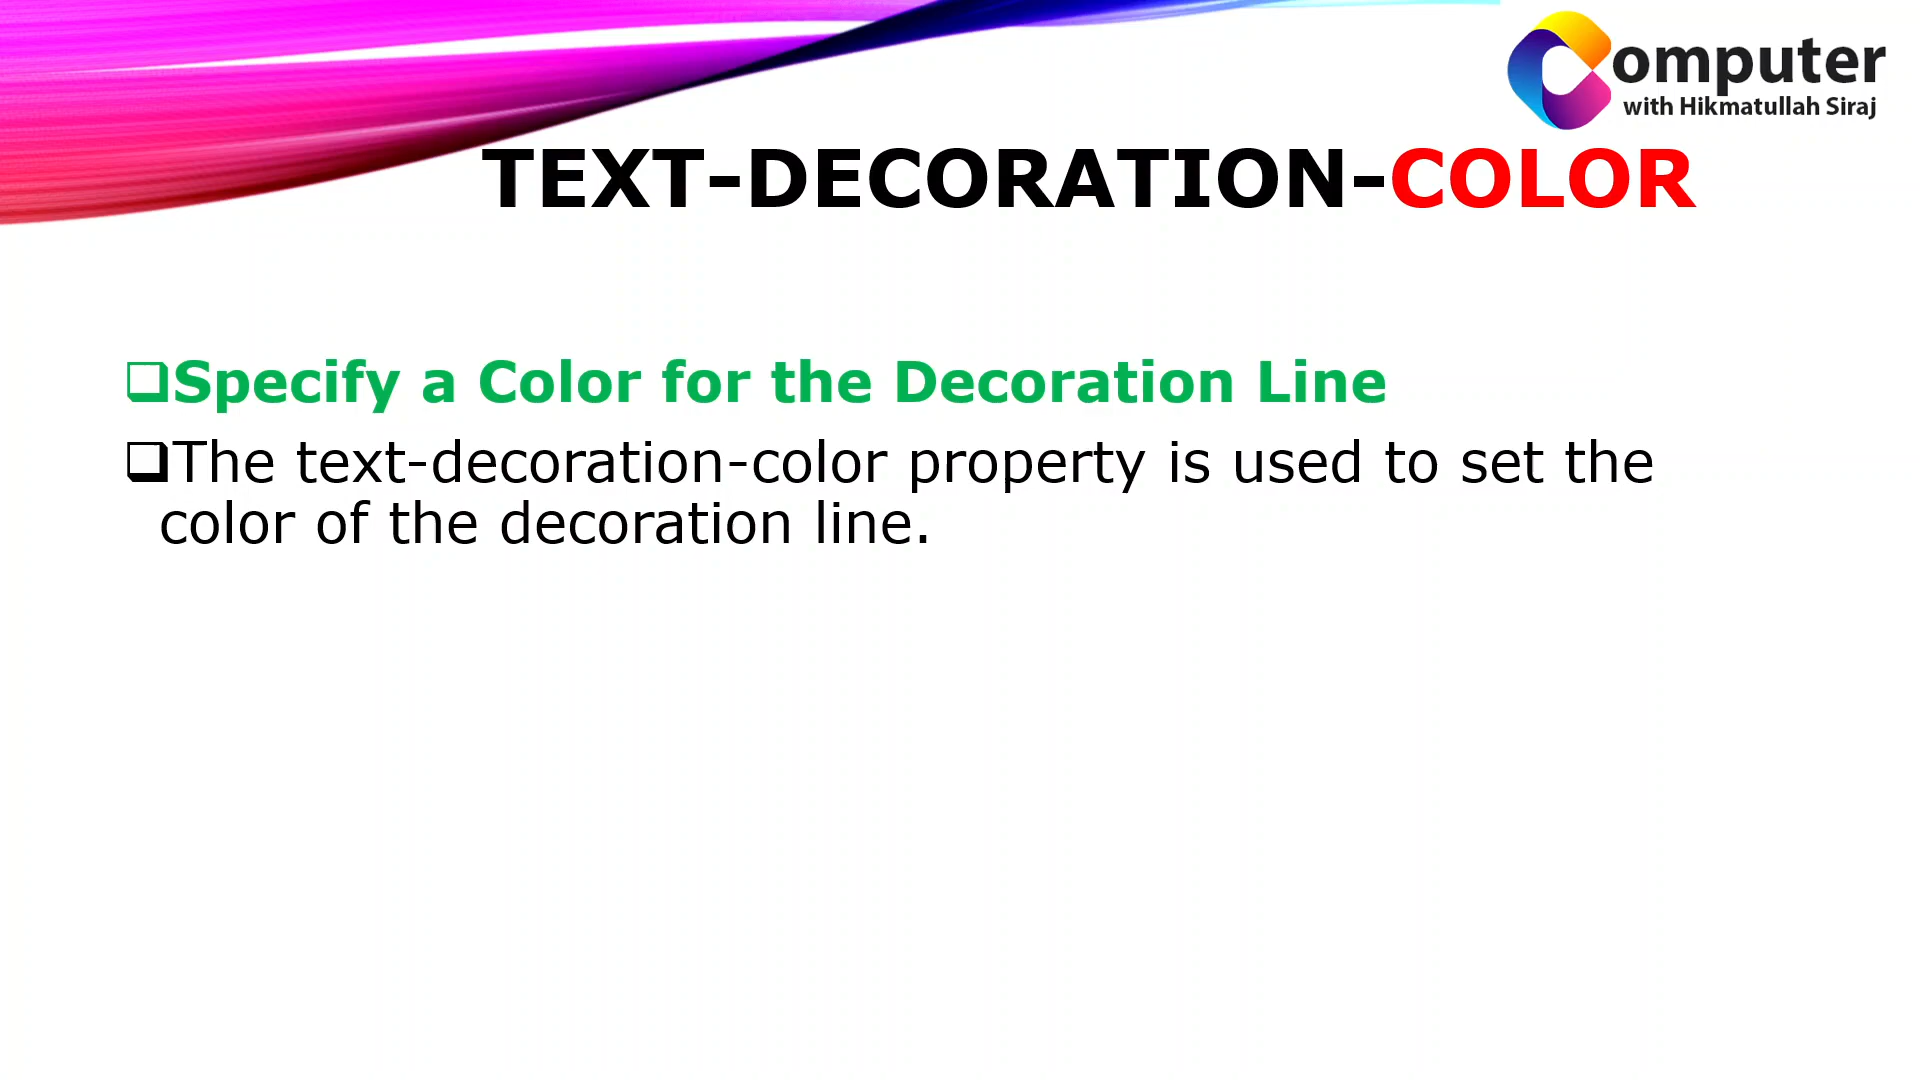 Computer
with Hikmatullah Siraj
TEXT-DECORATION-COLOR
❑Specify a Color for the Decoration Line
❑The text-decoration-color property is used to set the
color of the decoration line.